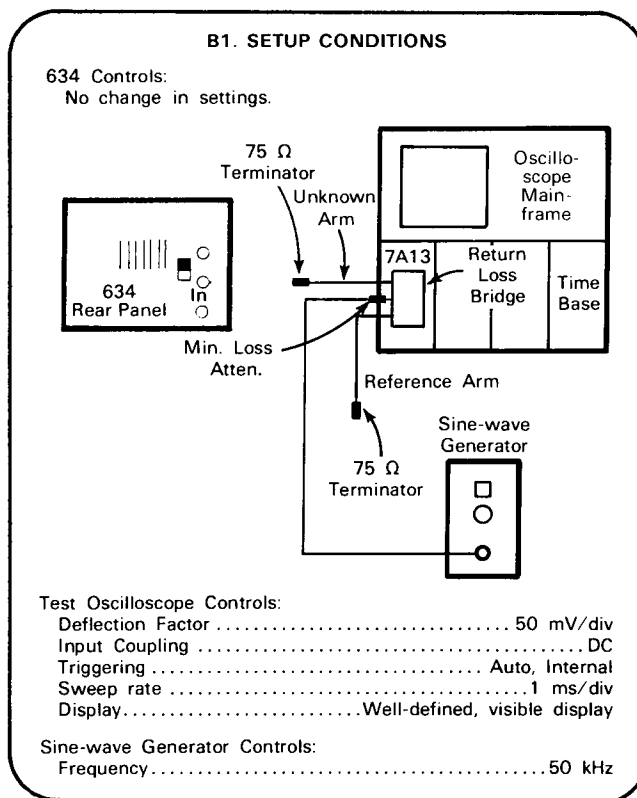 B1. SETUP CONDITIONS
634 Controls:
No change in settings.
75 Ω
Terminator
Unknown
Arm
Oscillo-
scope
Main-
frame
7A13
Return
Loss
Bridge
Time
Base
634
Rear Panel
In
Min. Loss
Atten.
Reference Arm
Sine-wave
Generator
75 Ω
Terminator
Test Oscilloscope Controls:
Deflection Factor ................................ 50 mV/div
Input Coupling ........................................... DC
Triggering ................................ Auto, Internal
Sweep rate ....................................... 1 ms/div
Display ....................... Well-defined, visible display
Sine-wave Generator Controls:
Frequency ........................................ 50 kHz